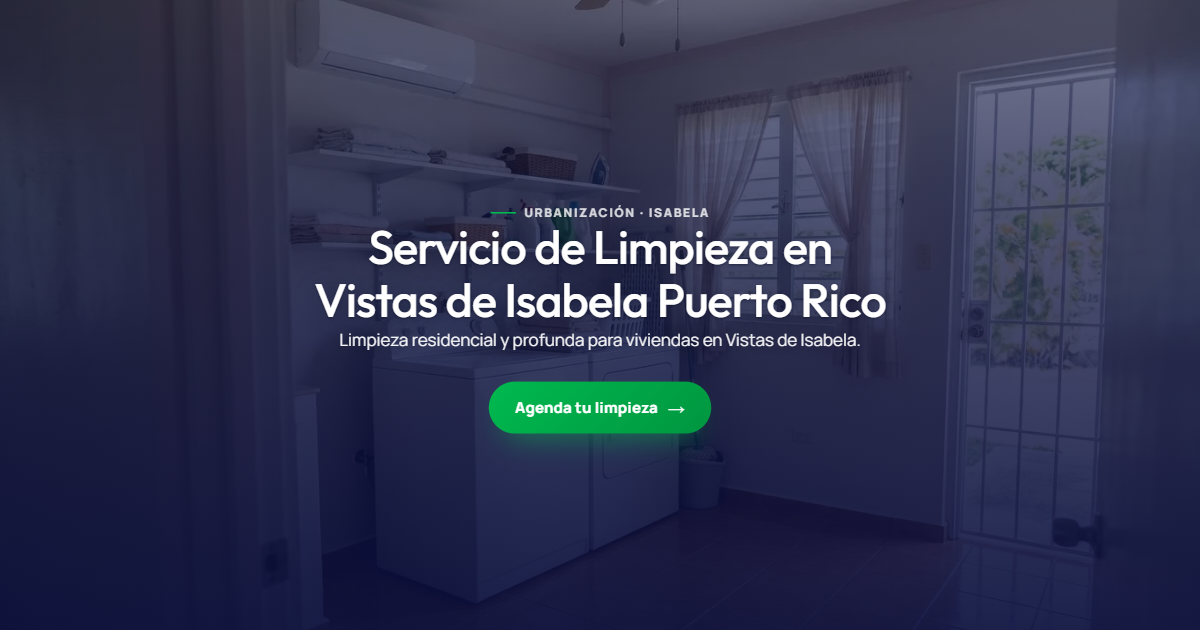 URBANIZACIÓN · ISABELA
Servicio de Limpieza en
Vistas de Isabela Puerto Rico
Limpieza residencial y profunda para viviendas en Vistas de Isabela.
Agenda tu limpieza →